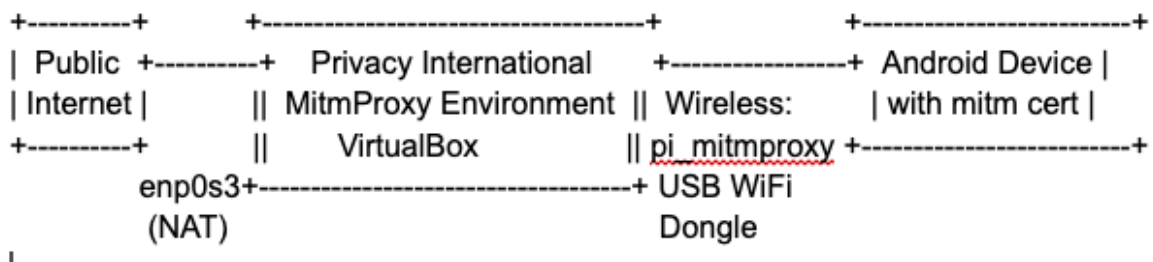 +----------+ +------------------------------------+ +--------------------------+
| Public +----------+ Privacy International +-----------------+ Android Device |
| Internet | || MitmProxy Environment || Wireless: | with mitm cert |
+----------+ || VirtualBox || pi_mitmproxy +--------------------------+
enp0s3+-----------------------------------+ USB WiFi
(NAT) Dongle
|